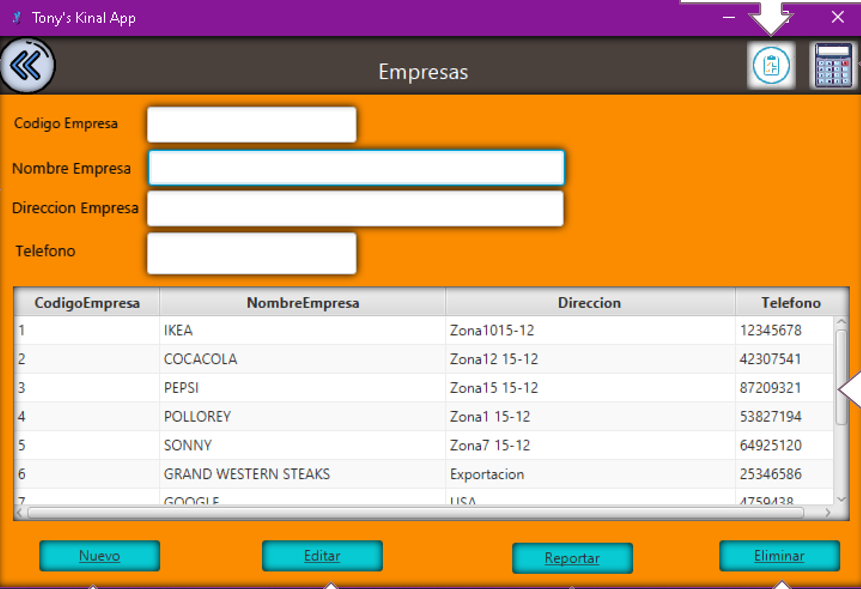 Tony's Kinal App
Empresas
Codigo Empresa
Nombre Empresa
Direccion Empresa
Telefono
CodigoEmpresa NombreEmpresa Direccion Telefono
1 IKEA Zona1015-12 12345678
2 COCACOLA Zona12 15-12 42307541
3 PEPSI Zona15 15-12 87209321
4 POLLOREY Zona1 15-12 53827194
5 SONNY Zona7 15-12 64925120
6 GRAND WESTERN STEAKS Exportacion 25346586
7 GOOGLE USA 4759438
Nuevo Editar Reportar Eliminar